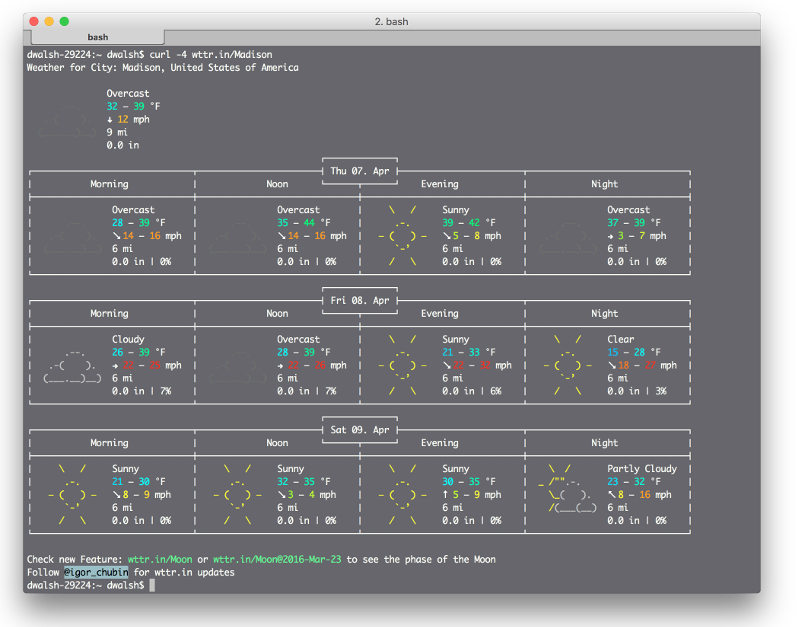 2. bash
bash
dwalsh-29224:~ dwalsh$ curl -4 wttr.in/Madison
Weather for City: Madison, United States of America
Overcast
32 – 39 °F
↓ 12 mph
9 mi
0.0 in
Thu 07. Apr
Morning Noon Evening Night
Overcast Overcast Sunny Overcast
28 – 39 °F 35 – 44 °F 39 – 42 °F 37 – 39 °F
↘14 – 16 mph ↘14 – 16 mph ↘5 – 8 mph → 3 – 7 mph
6 mi 6 mi 6 mi 6 mi
0.0 in | 0% 0.0 in | 0% 0.0 in | 0% 0.0 in | 0%
Fri 08. Apr
Morning Noon Evening Night
Cloudy Overcast Sunny Clear
26 – 39 °F 28 – 39 °F 21 – 33 °F 15 – 28 °F
→ mph → mph ↘ mph ↘18 – mph
6 mi 6 mi 6 mi 6 mi
0.0 in | 7% 0.0 in | 7% 0.0 in | 6% 0.0 in | 3%
Sat 09. Apr
Morning Noon Evening Night
Sunny Sunny Sunny Partly Cloudy
21 – 30 °F 32 – 35 °F 30 – 35 °F 23 – 32 °F
↘8 – 9 mph ↘3 – 4 mph ↑ 5 – 9 mph ↖8 – 16 mph
6 mi 6 mi 6 mi 6 mi
0.0 in | 0% 0.0 in | 0% 0.0 in | 0% 0.0 in | 0%
Check new Feature: wttr.in/Moon or wttr.in/Moon@2016-Mar-23 to see the phase of the Moon
Follow @igor_chubin for wttr.in updates
dwalsh-29224:~ dwalsh$